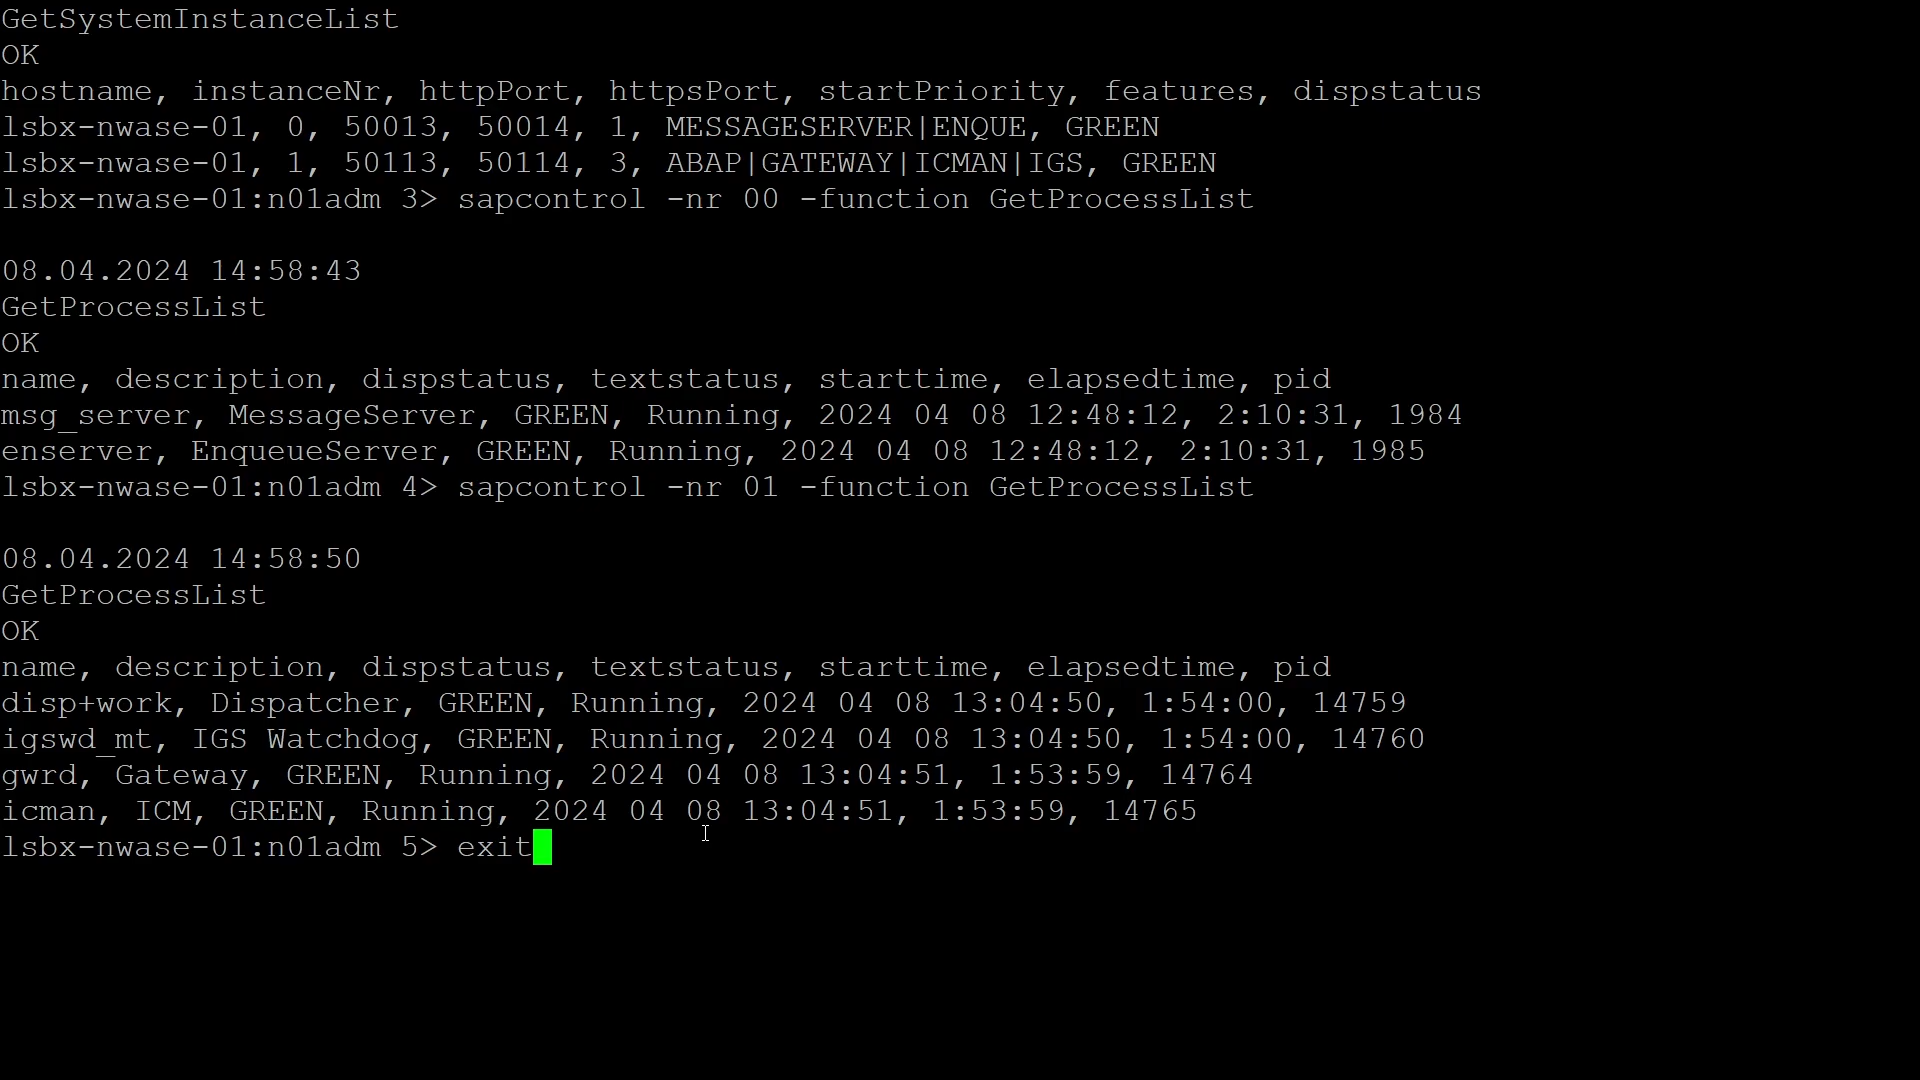 GetSystemInstanceList
OK
hostname, instanceNr, httpPort, httpsPort, startPriority, features, dispstatus
lsbx-nwase-01, 0, 50013, 50014, 1, MESSAGESERVER|ENQUE, GREEN
lsbx-nwase-01, 1, 50113, 50114, 3, ABAP|GATEWAY|ICMAN|IGS, GREEN
lsbx-nwase-01:n01adm 3> sapcontrol -nr 00 -function GetProcessList

08.04.2024 14:58:43
GetProcessList
OK
name, description, dispstatus, textstatus, starttime, elapsedtime, pid
msg_server, MessageServer, GREEN, Running, 2024 04 08 12:48:12, 2:10:31, 1984
enserver, EnqueueServer, GREEN, Running, 2024 04 08 12:48:12, 2:10:31, 1985
lsbx-nwase-01:n01adm 4> sapcontrol -nr 01 -function GetProcessList

08.04.2024 14:58:50
GetProcessList
OK
name, description, dispstatus, textstatus, starttime, elapsedtime, pid
disp+work, Dispatcher, GREEN, Running, 2024 04 08 13:04:50, 1:54:00, 14759
igswd_mt, IGS Watchdog, GREEN, Running, 2024 04 08 13:04:50, 1:54:00, 14760
gwrd, Gateway, GREEN, Running, 2024 04 08 13:04:51, 1:53:59, 14764
icman, ICM, GREEN, Running, 2024 04 08 13:04:51, 1:53:59, 14765
lsbx-nwase-01:n01adm 5> exit